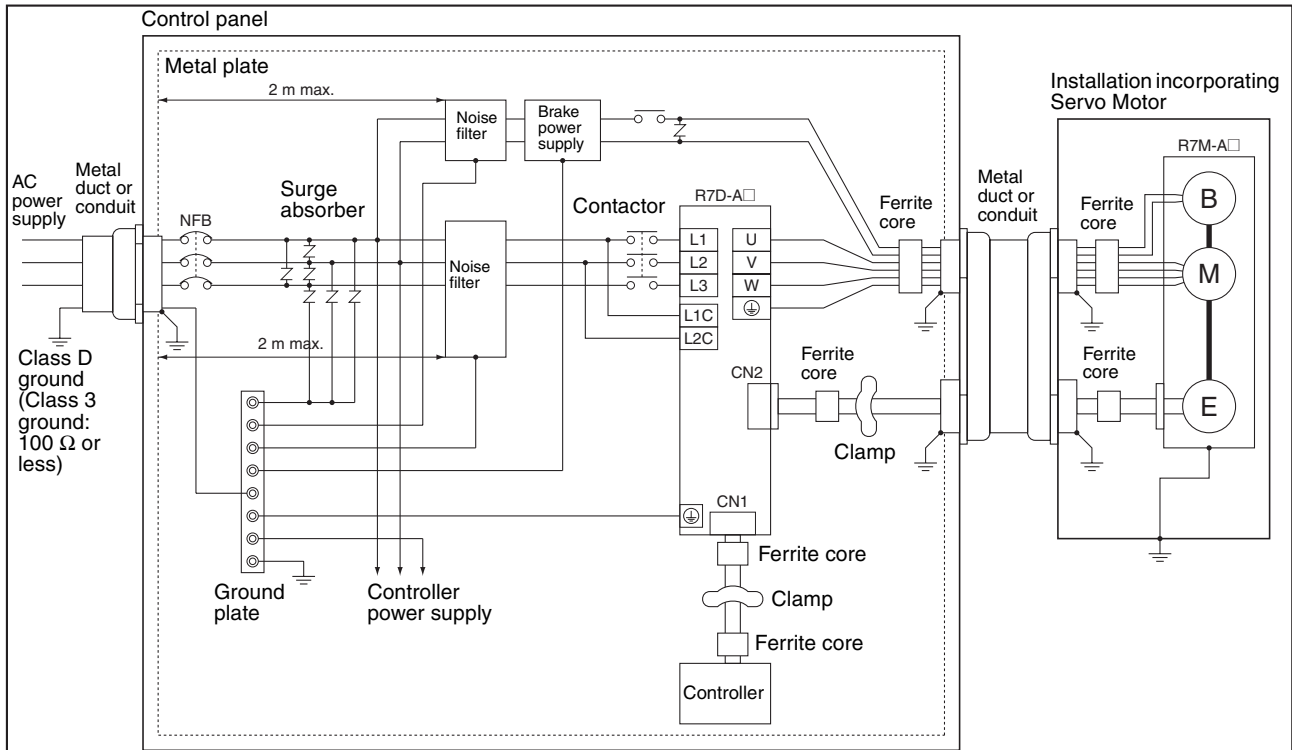 Control panel
Metal plate
2 m max.
Noise
filter
Brake
power
supply
Installation incorporating
Servo Motor
R7M-A□
AC
power
supply
Metal
duct or
conduit
NFB
Surge
absorber
Contactor
R7D-A□
Ferrite
core
Metal
duct or
conduit
Ferrite
core
B
L1
U
L2
V
L3
W
L1C
L2C
Noise
filter
M
2 m max.
Class D
ground
(Class 3
ground:
100 Ω or
less)
CN2
Ferrite
core
Clamp
Ferrite
core
E
CN1
Ground
plate
Controller
power supply
Ferrite core
Clamp
Ferrite core
Controller